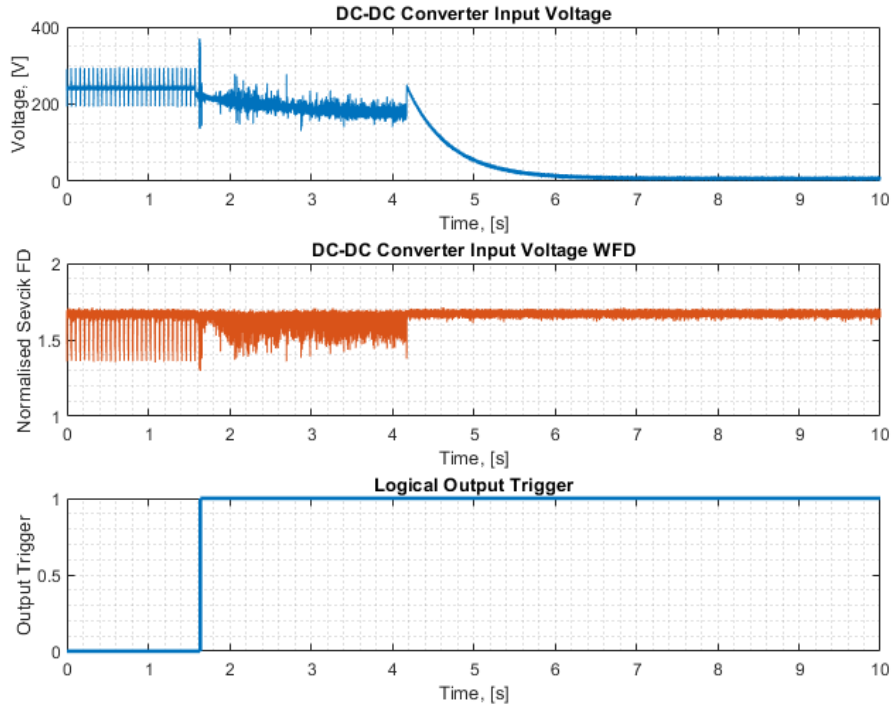 DC-DC Converter Input Voltage
Voltage, [V]
400
200
0
0 1 2 3 4 5 6 7 8 9 10
Time, [s]
DC-DC Converter Input Voltage WFD
Normalised Sevcik FD
2
1.5
1
0 1 2 3 4 5 6 7 8 9 10
Time, [s]
Logical Output Trigger
Output Trigger
1
0.5
0
0 1 2 3 4 5 6 7 8 9 10
Time, [s]